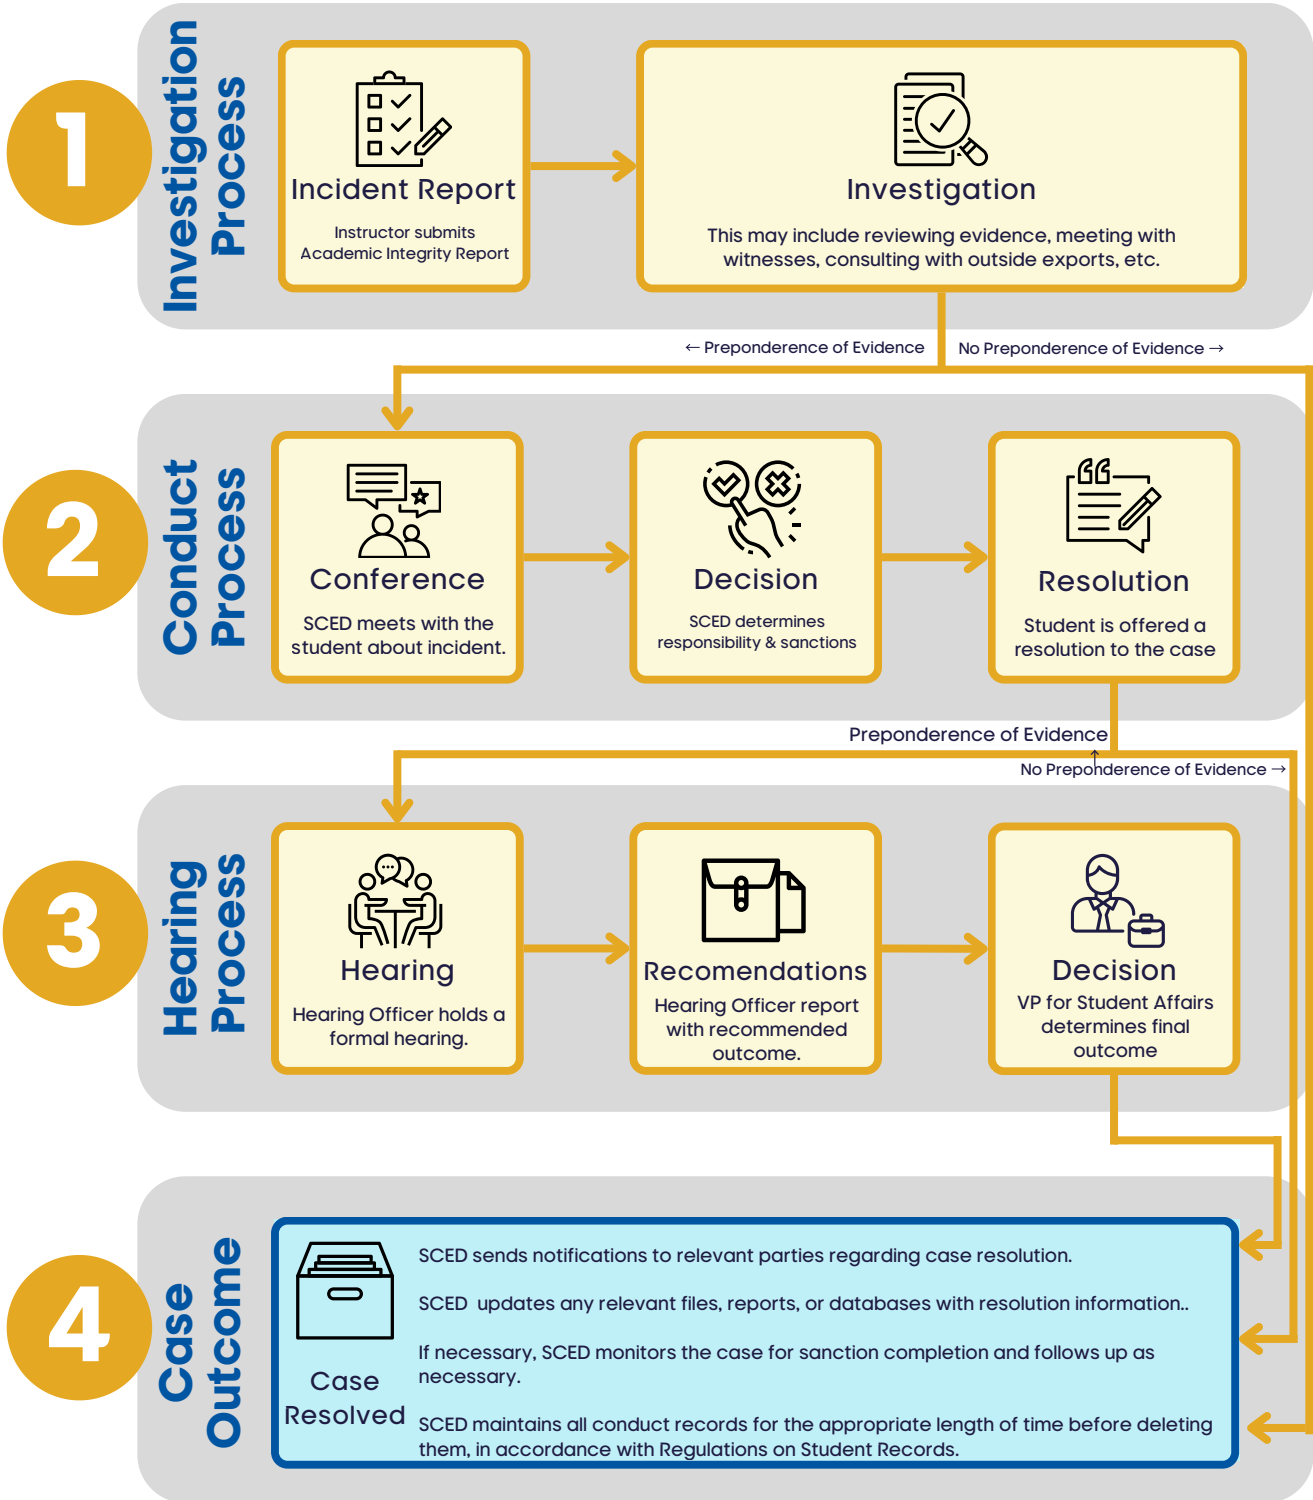 1
Investigation
Process
Incident Report
Instructor submits
Academic Integrity Report
Investigation
This may include reviewing evidence, meeting with
witnesses, consulting with outside exports, etc.
← Preponderence of Evidence
No Preponderence of Evidence →
2
Conduct
Process
Conference
SCED meets with the
student about incident.
Decision
SCED determines
responsibility & sanctions
Resolution
Student is offered a
resolution to the case
Preponderence of Evidence
↑
No Preponderence of Evidence →
3
Hearing
Process
Hearing
Hearing Officer holds a
formal hearing.
Recomendations
Hearing Officer report
with recommended
outcome.
Decision
VP for Student Affairs
determines final
outcome
4
Case
Outcome
Case
Resolved
SCED sends notifications to relevant parties regarding case resolution.
SCED  updates any relevant files, reports, or databases with resolution information..
If necessary, SCED monitors the case for sanction completion and follows up as
necessary.
SCED maintains all conduct records for the appropriate length of time before deleting
them, in accordance with Regulations on Student Records.